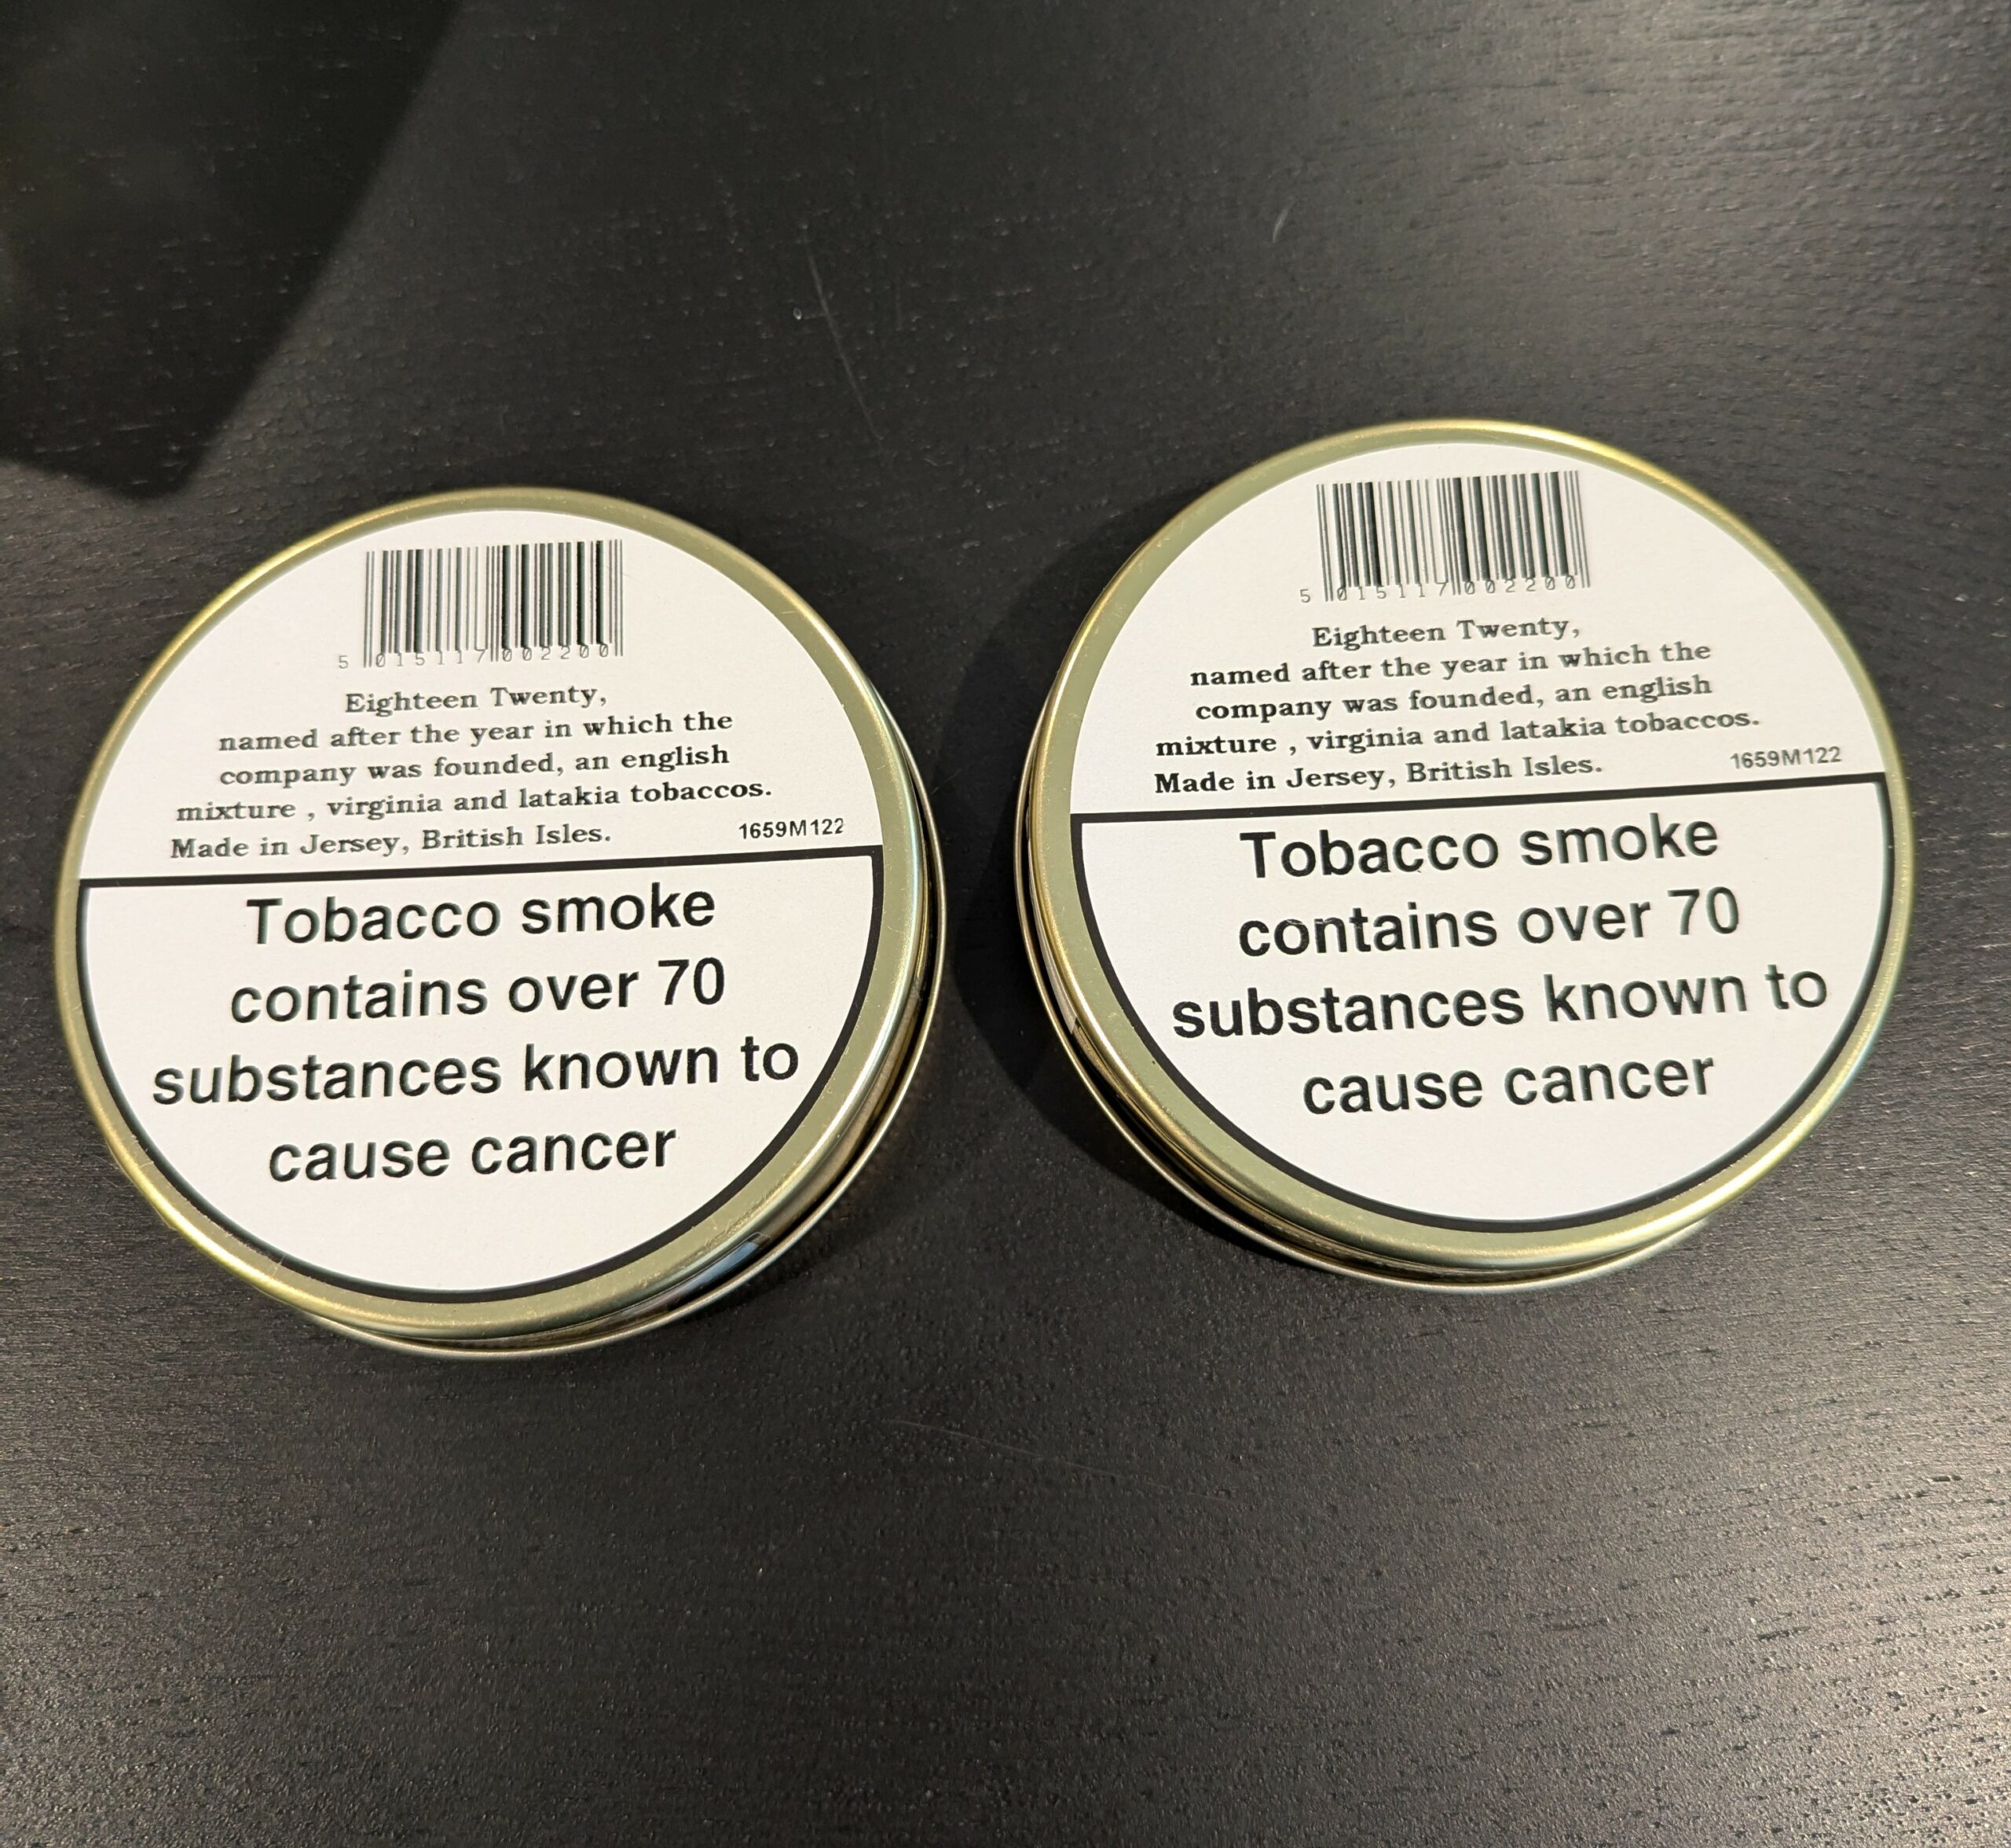 5 015117 002200
Eighteen Twenty,
named after the year in which the
company was founded, an english
mixture , virginia and latakia tobaccos.
Made in Jersey, British Isles.
1659M122
Tobacco smoke
contains over 70
substances known to
cause cancer
5 015117 002200
Eighteen Twenty,
named after the year in which the
company was founded, an english
mixture , virginia and latakia tobaccos.
Made in Jersey, British Isles.
1659M122
Tobacco smoke
contains over 70
substances known to
cause cancer